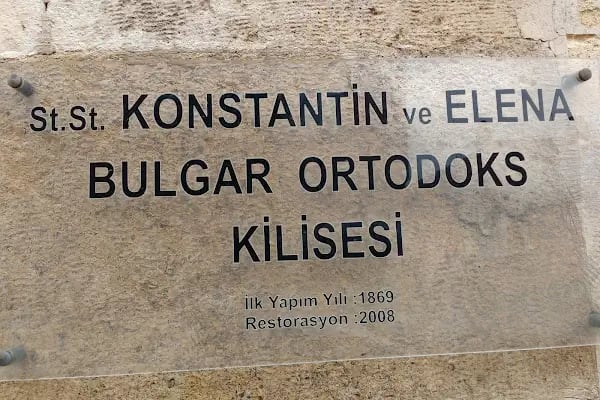 St.St. KONSTANTİN ve ELENA
BULGAR ORTODOKS
KİLİSESİ
İlk Yapım Yılı :1869
Restorasyon :2008